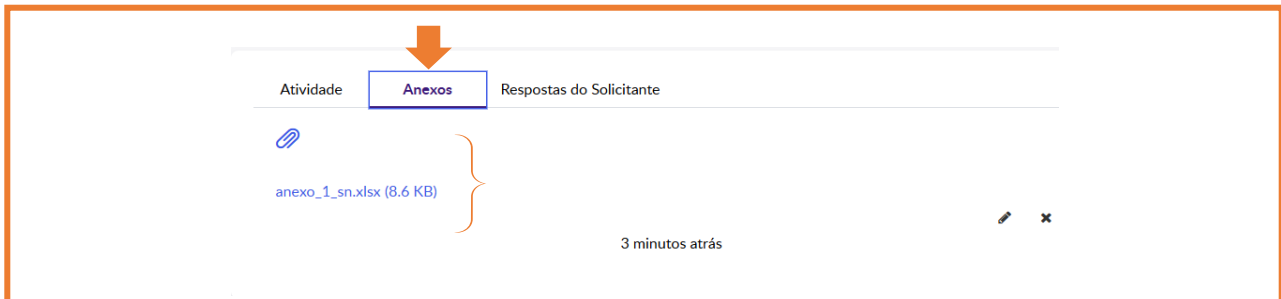 Atividade Anexos Respostas do Solicitante
anexo_1_sn.xlsx (8.6 KB)
3 minutos atrás